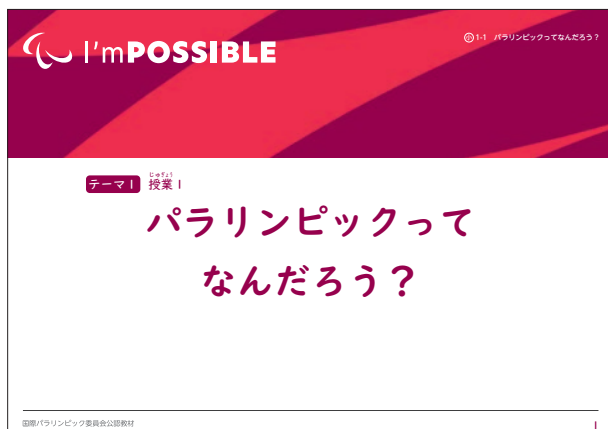 I'mPOSSIBLE
小 1-1 パラリンピックってなんだろう？
テーマ1 授業1
じゅぎょう
パラリンピックって
なんだろう？
国際パラリンピック委員会公認教材
1